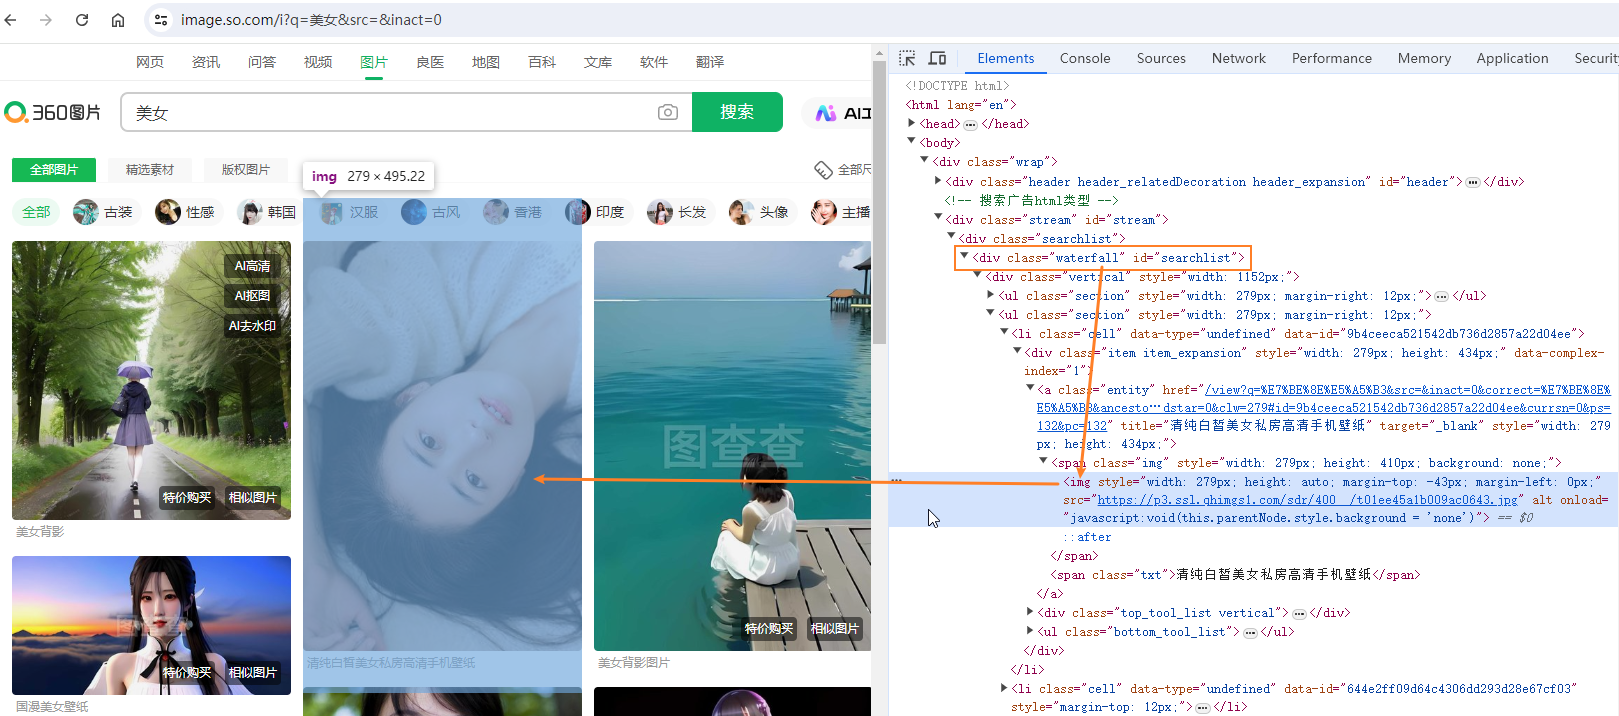 image.so.com/i?q=美女&src=&inact=0
网页 资讯 问答 视频 图片 良医 地图 百科 文库 软件 翻译
360图片 美女 搜索
全部图片 精选素材 版权图片
img 279 × 495.22
全部 古装 性感 韩国 汉服 古风 香港 印度 长发 头像 主播
AI高清
AI抠图
AI去水印
图查查
特价购买 相似图片
特价购买 相似图片
美女背影
清纯白皙美女私房高清手机壁纸
美女背影图片
特价购买 相似图片
国漫美女壁纸
Elements Console Sources Network Performance Memory Application
<!DOCTYPE html>
<html lang="en">
<head> ⋯ </head>
<body>
<div class="wrap">
<div class="header header_relatedDecoration header_expansion" id="header"> ⋯ </div>
<!-- 搜索广告html类型 -->
<div class="stream" id="stream">
<div class="searchlist">
<div class="waterfall" id="searchlist">
<div class="vertical" style="width: 1152px;">
<ul class="section" style="width: 279px; margin-right: 12px;"> ⋯ </ul>
<ul class="section" style="width: 279px; margin-right: 12px;">
<li class="cell" data-type="undefined" data-id="9b4ceeca521542db736d2857a22d04ee">
<div class="item item_expansion" style="width: 279px; height: 434px;" data-complex-
index="1">
<a class="entity" href="/view?q=%E7%BE%8E%E5%A5%B3&src=&inact=0&correct=%E7%BE%8E%
E5%A5%B3&ancesto…dstar=0&clw=279#id=9b4ceeca521542db736d2857a22d04ee&currsn=0&ps=
132&pc=132" title="清纯白皙美女私房高清手机壁纸" target="_blank" style="width: 279
px; height: 434px;">
<span class="img" style="width: 279px; height: 410px; background: none;">
<img style="width: 279px; height: auto; margin-top: -43px; margin-left: 0px;"
src="https://p3.ssl.qhimgs1.com/sdr/400__/t01ee45a1b009ac0643.jpg" alt onload=
"javascript:void(this.parentNode.style.background = 'none')"> == $0
::after
</span>
<span class="txt">清纯白皙美女私房高清手机壁纸</span>
</a>
<div class="top_tool_list vertical"> ⋯ </div>
<ul class="bottom_tool_list"> ⋯ </ul>
</div>
</li>
<li class="cell" data-type="undefined" data-id="644e2ff09d64c4306dd293d28e67cf03"
style="margin-top: 12px;"> ⋯ </li>